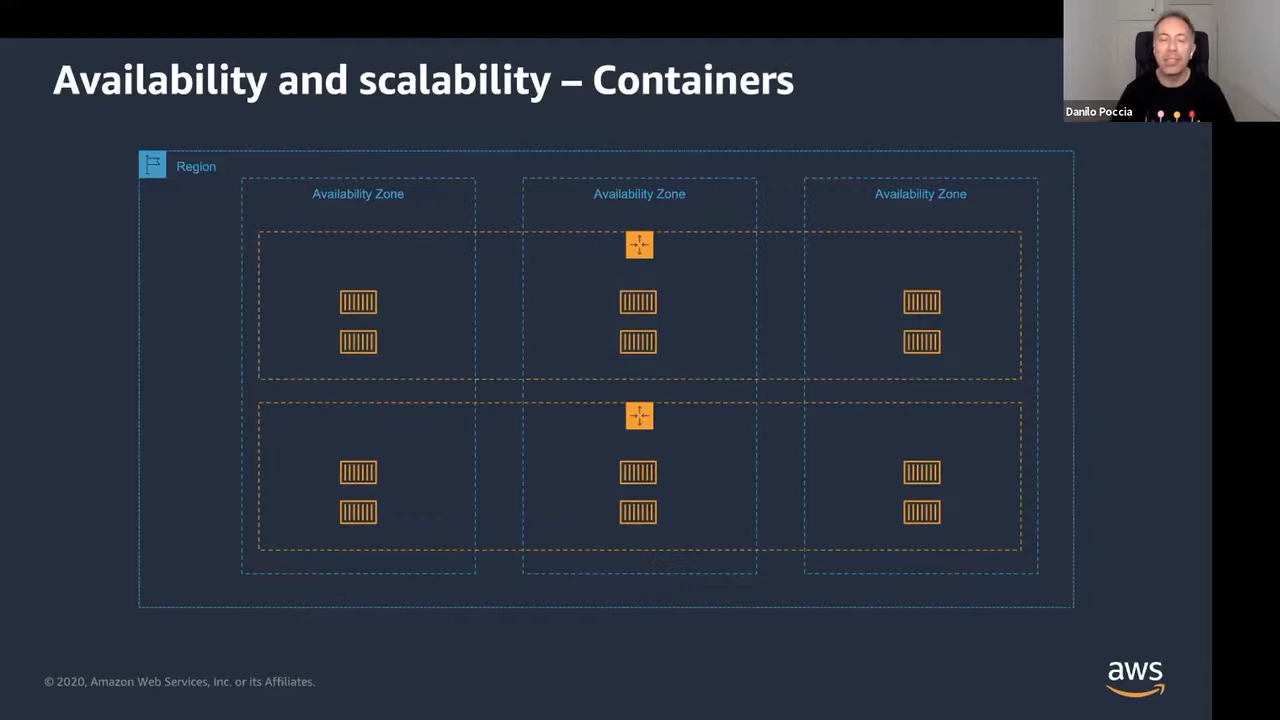 Availability and scalability – Containers
Danilo Poccia
Region
Availability Zone
Availability Zone
Availability Zone
© 2020, Amazon Web Services, Inc. or its Affiliates.
aws